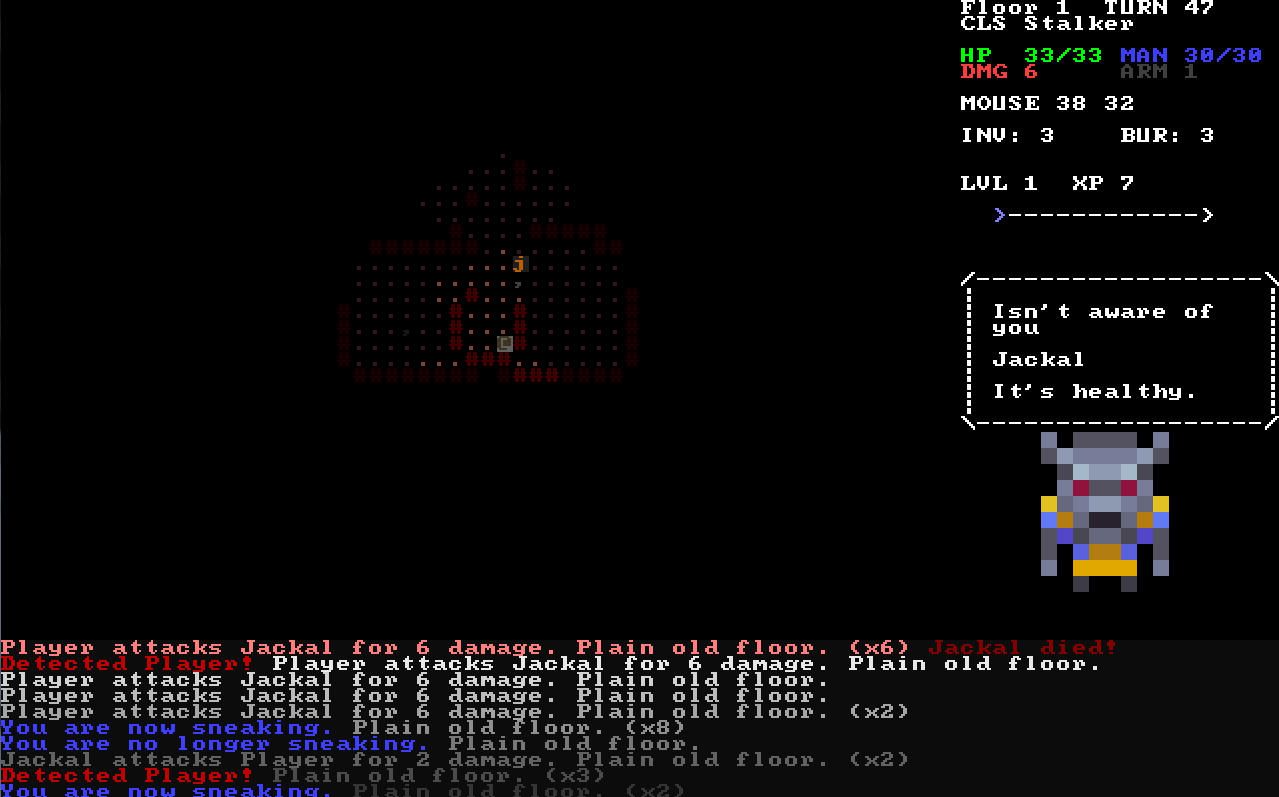 Floor 1  TURN 47
CLS Stalker
HP  33/33 MAN 30/30
DMG 6     ARM 1
MOUSE 38 32
INV: 3    BUR: 3
LVL 1  XP 7
>------------>
Isn't aware of
you
Jackal
It's healthy.
j
Player attacks Jackal for 6 damage. Plain old floor. (x6) Jackal died!
Detected Player! Player attacks Jackal for 6 damage. Plain old floor.
Player attacks Jackal for 6 damage. Plain old floor.
Player attacks Jackal for 6 damage. Plain old floor.
Player attacks Jackal for 6 damage. Plain old floor. (x2)
You are now sneaking. Plain old floor. (x8)
You are no longer sneaking. Plain old floor.
Jackal attacks Player for 2 damage. Plain old floor. (x2)
Detected Player! Plain old floor. (x3)
You are now sneaking. Plain old floor. (x2)